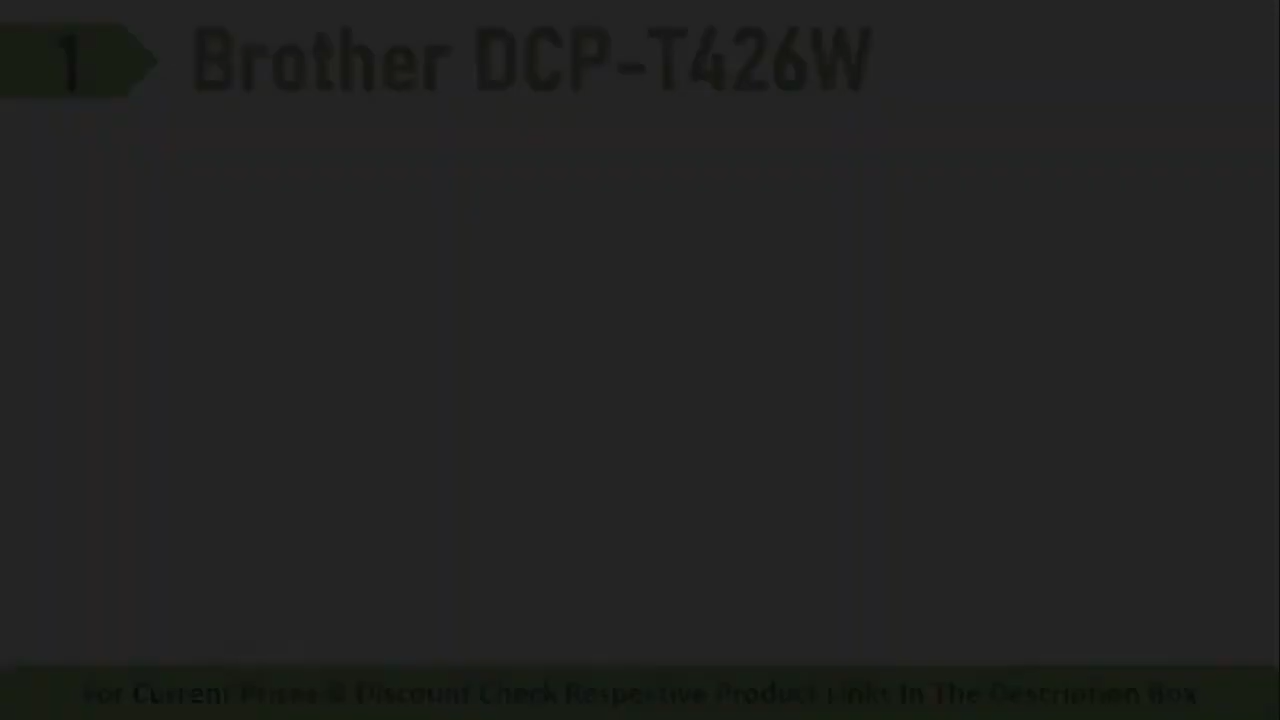 1 Brother DCP-T426W
For Current Prices & Discount Check Respective Product Links In The Description Box